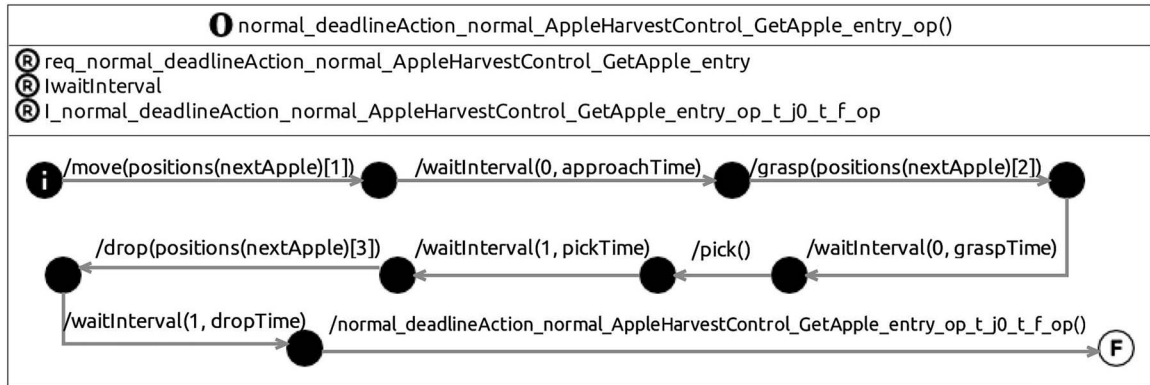 O normal_deadlineAction_normal_AppleHarvestControl_GetApple_entry_op()
R req_normal_deadlineAction_normal_AppleHarvestControl_GetApple_entry
R IwaitInterval
R I_normal_deadlineAction_normal_AppleHarvestControl_GetApple_entry_op_t_j0_t_f_op
i /move(positions(nextApple)[1]) /waitInterval(0, approachTime) /grasp(positions(nextApple)[2])
/drop(positions(nextApple)[3]) /waitInterval(1, pickTime) /pick() /waitInterval(0, graspTime)
/waitInterval(1, dropTime) /normal_deadlineAction_normal_AppleHarvestControl_GetApple_entry_op_t_j0_t_f_op() F